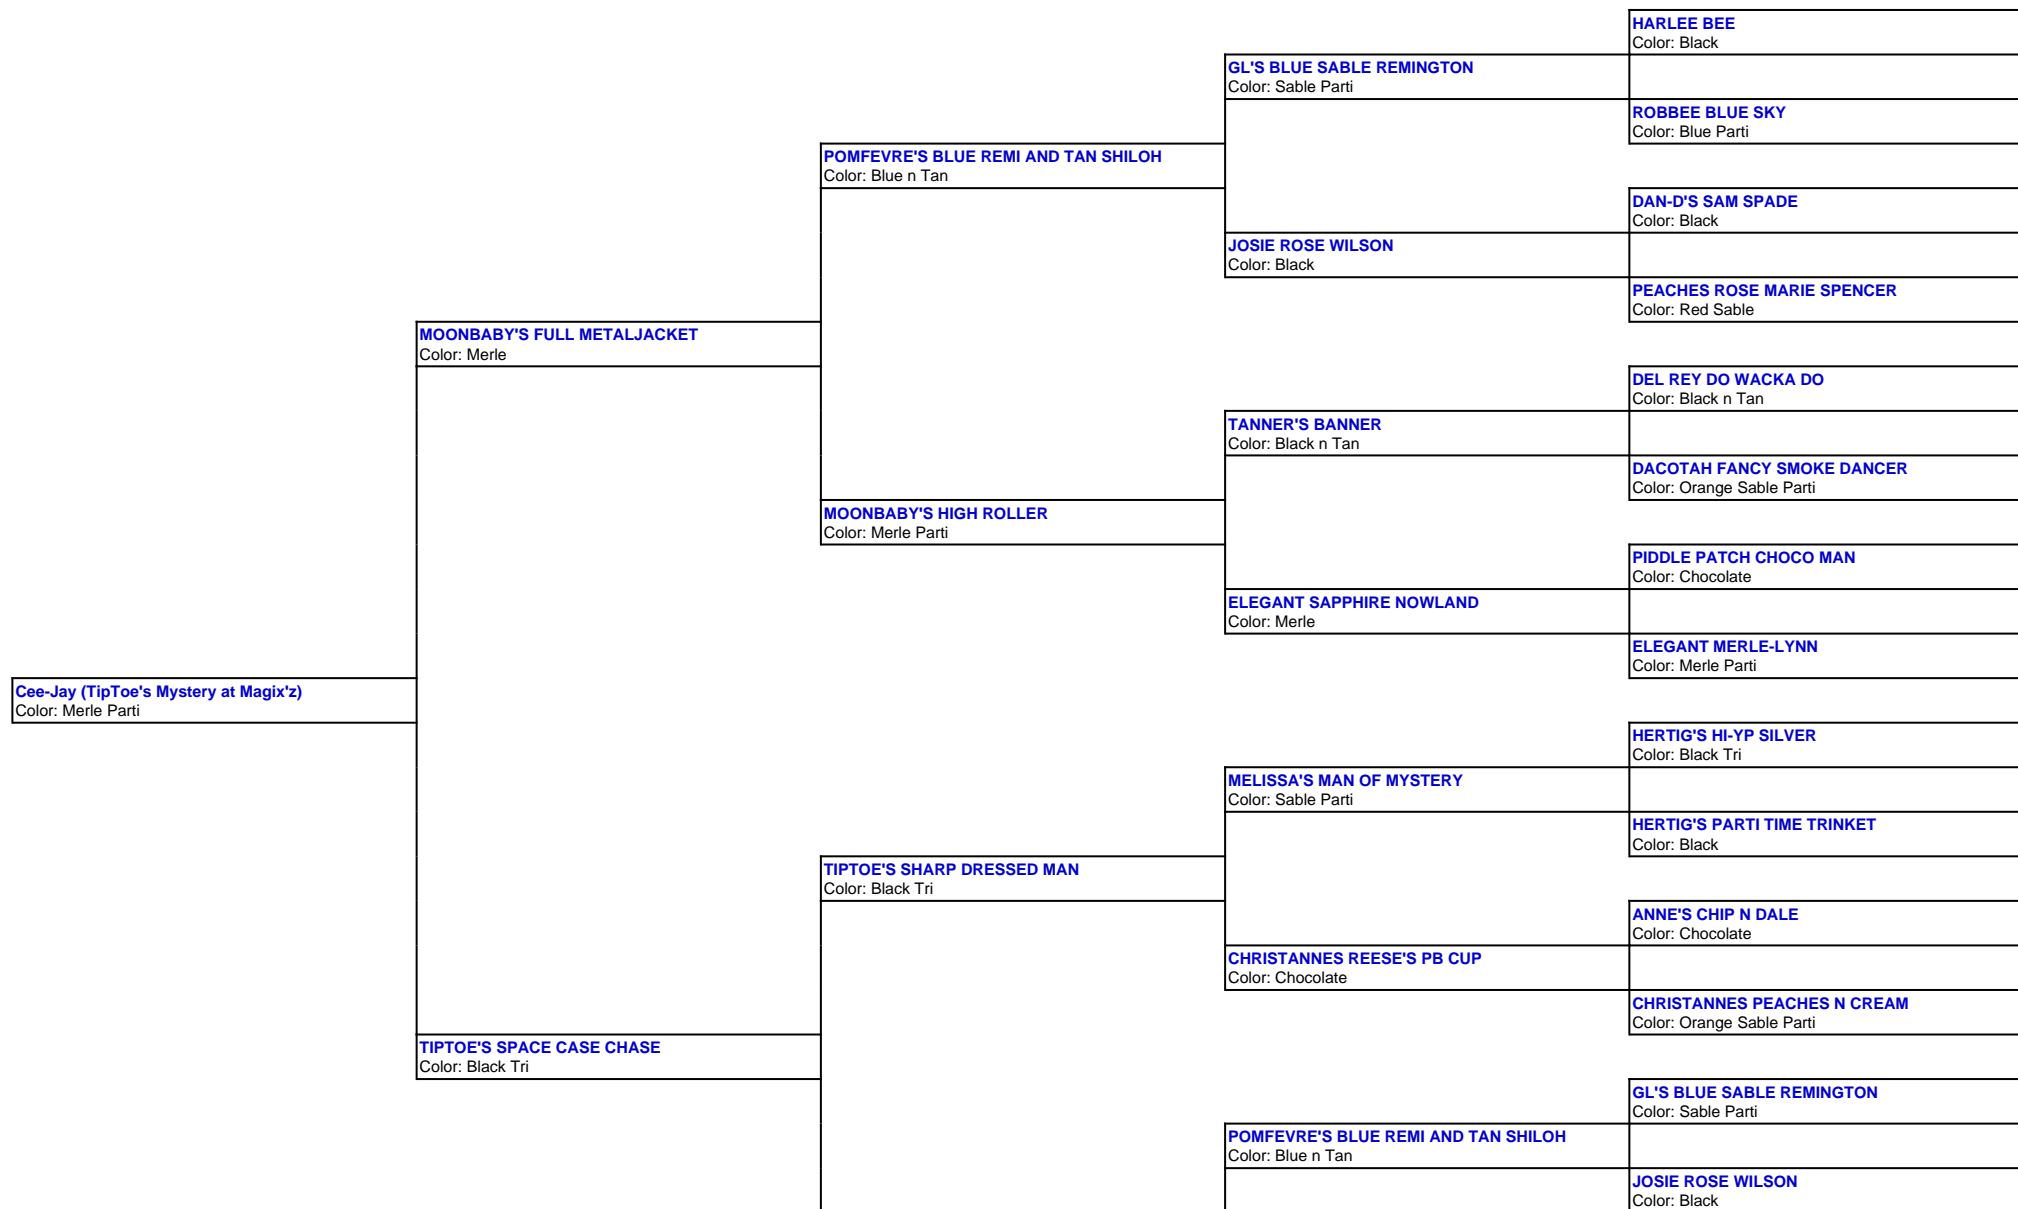 HARLEE BEE
Color: Black
GL'S BLUE SABLE REMINGTON
Color: Sable Parti
ROBBEE BLUE SKY
Color: Blue Parti
POMFEVRE'S BLUE REMI AND TAN SHILOH
Color: Blue n Tan
DAN-D'S SAM SPADE
Color: Black
JOSIE ROSE WILSON
Color: Black
PEACHES ROSE MARIE SPENCER
Color: Red Sable
MOONBABY'S FULL METALJACKET
Color: Merle
DEL REY DO WACKA DO
Color: Black n Tan
TANNER'S BANNER
Color: Black n Tan
DACOTAH FANCY SMOKE DANCER
Color: Orange Sable Parti
MOONBABY'S HIGH ROLLER
Color: Merle Parti
PIDDLE PATCH CHOCO MAN
Color: Chocolate
ELEGANT SAPPHIRE NOWLAND
Color: Merle
ELEGANT MERLE-LYNN
Color: Merle Parti
Cee-Jay (TipToe's Mystery at Magix'z)
Color: Merle Parti
HERTIG'S HI-YP SILVER
Color: Black Tri
MELISSA'S MAN OF MYSTERY
Color: Sable Parti
HERTIG'S PARTI TIME TRINKET
Color: Black
TIPTOE'S SHARP DRESSED MAN
Color: Black Tri
ANNE'S CHIP N DALE
Color: Chocolate
CHRISTANNES REESE'S PB CUP
Color: Chocolate
CHRISTANNES PEACHES N CREAM
Color: Orange Sable Parti
TIPTOE'S SPACE CASE CHASE
Color: Black Tri
GL'S BLUE SABLE REMINGTON
Color: Sable Parti
POMFEVRE'S BLUE REMI AND TAN SHILOH
Color: Blue n Tan
JOSIE ROSE WILSON
Color: Black